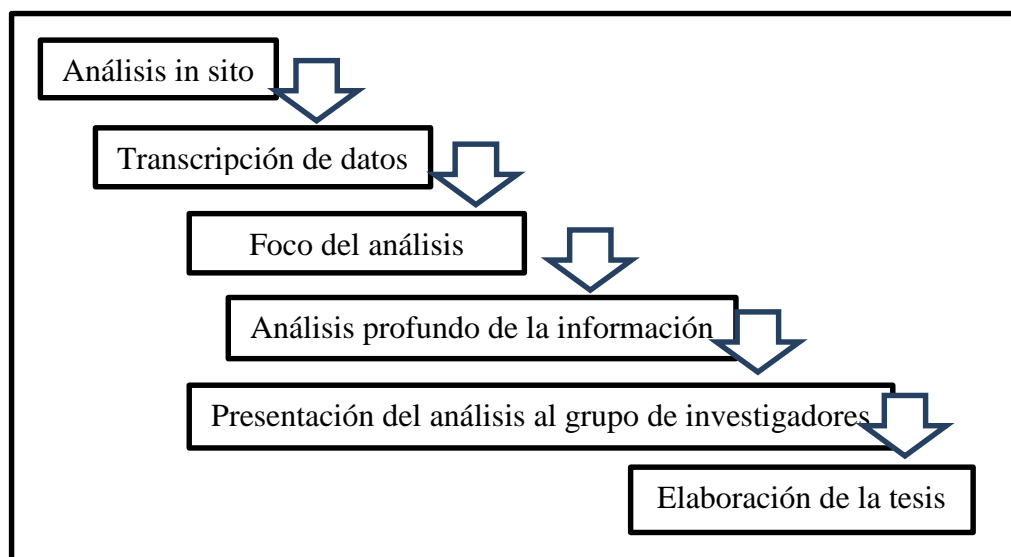 Análisis in sito
Transcripción de datos
Foco del análisis
Análisis profundo de la información
Presentación del análisis al grupo de investigadores
Elaboración de la tesis